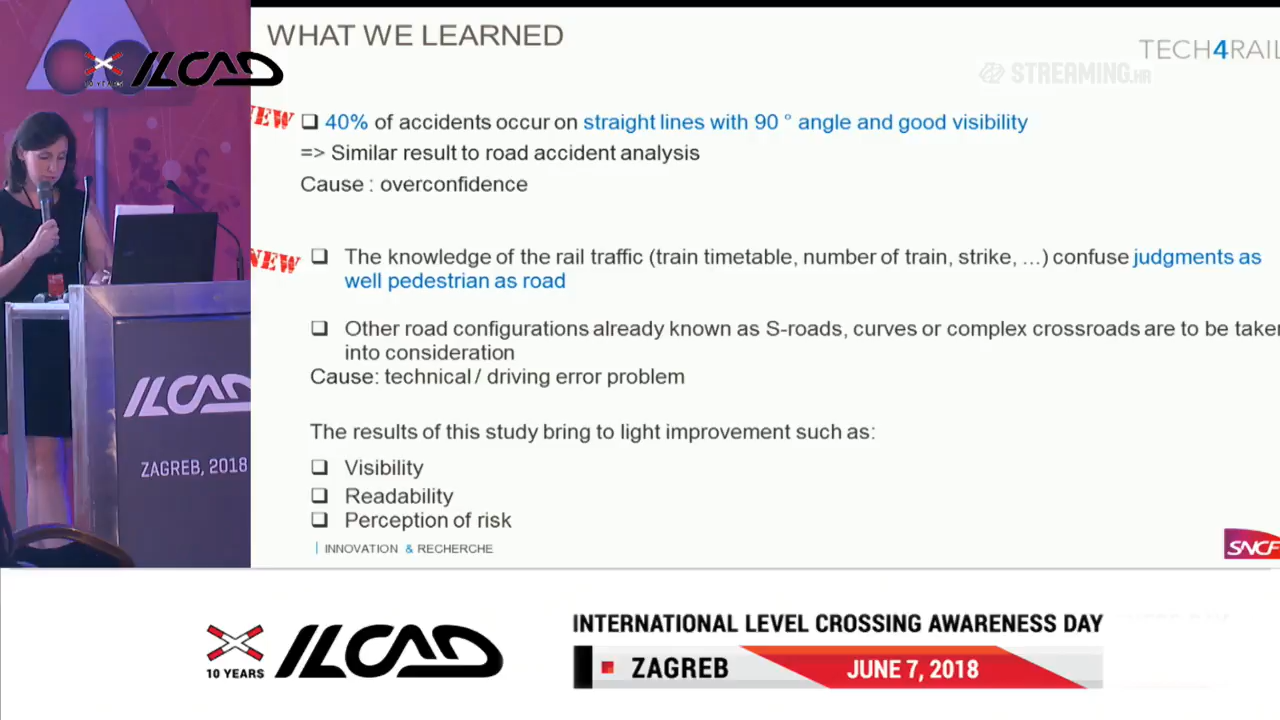 WHAT WE LEARNED
TECH4RAIL
STREAMING.HR
10 YEARS
ILCAD
NEW
❑ 40% of accidents occur on straight lines with 90 ° angle and good visibility
=> Similar result to road accident analysis
Cause : overconfidence
NEW
❑ The knowledge of the rail traffic (train timetable, number of train, strike, ...) confuse judgments as
well pedestrian as road
❑ Other road configurations already known as S-roads, curves or complex crossroads are to be taken
into consideration
Cause: technical / driving error problem
The results of this study bring to light improvement such as:
❑ Visibility
❑ Readability
❑ Perception of risk
| INNOVATION & RECHERCHE
SNCF
ILCAD
ZAGREB, 2018
10 YEARS
ILCAD
INTERNATIONAL LEVEL CROSSING AWARENESS DAY
ZAGREB
JUNE 7, 2018